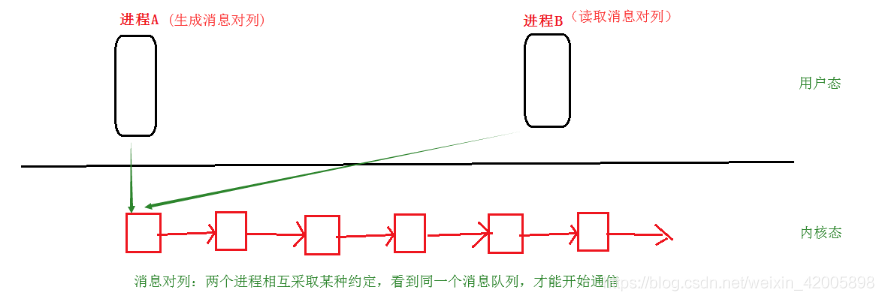 进程A (生成消息对列)
进程B (读取消息对列)
用户态
内核态
消息对列: 两个进程相互采取某种约定, 看到同一个消息队列, 才能开始通信
https://blog.csdn.net/weixin_42005898